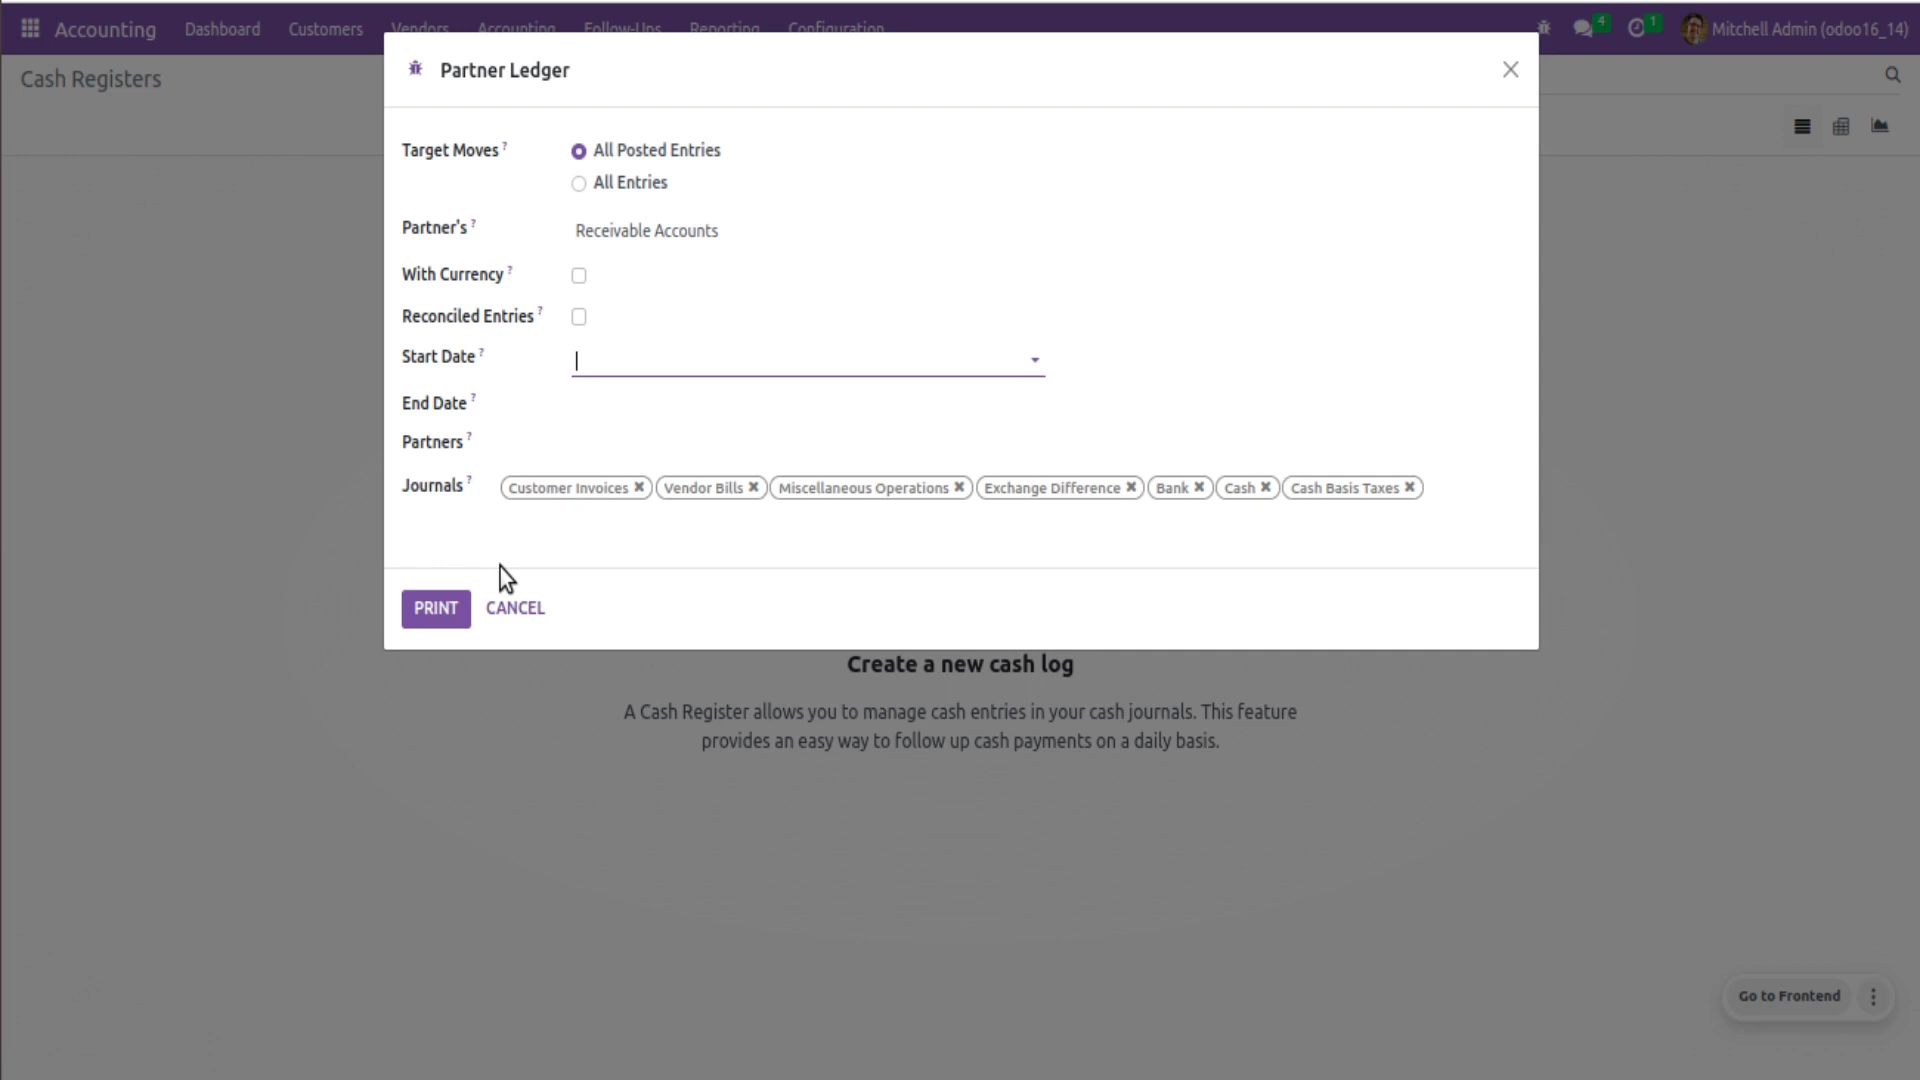 Accounting Dashboard Customers Vendors Accounting Follow-Ups Reporting Configuration 4 1 Mitchell Admin (odoo16_14)
Cash Registers
Partner Ledger
Target Moves ? All Posted Entries
All Entries
Partner's ? Receivable Accounts
With Currency ?
Reconciled Entries ?
Start Date ?
End Date ?
Partners ?
Journals ? Customer Invoices Vendor Bills Miscellaneous Operations Exchange Difference Bank Cash Cash Basis Taxes
PRINT CANCEL
Create a new cash log
A Cash Register allows you to manage cash entries in your cash journals. This feature
provides an easy way to follow up cash payments on a daily basis.
Go to Frontend